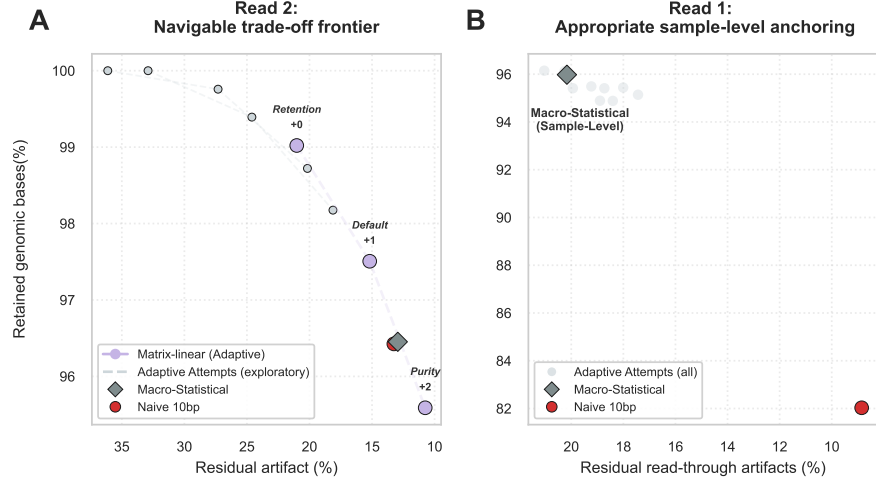 A
Read 2:
Navigable trade-off frontier
Retained genomic bases(%)
100
99
98
97
96
Retention
+0
Default
+1
Purity
+2
Matrix-linear (Adaptive)
Adaptive Attempts (exploratory)
Macro-Statistical
Naive 10bp
35
30
25
20
15
10
Residual artifact (%)
B
Read 1:
Appropriate sample-level anchoring
96
94
92
90
88
86
84
82
Macro-Statistical
(Sample-Level)
Adaptive Attempts (all)
Macro-Statistical
Naive 10bp
20
18
16
14
12
10
Residual read-through artifacts (%)